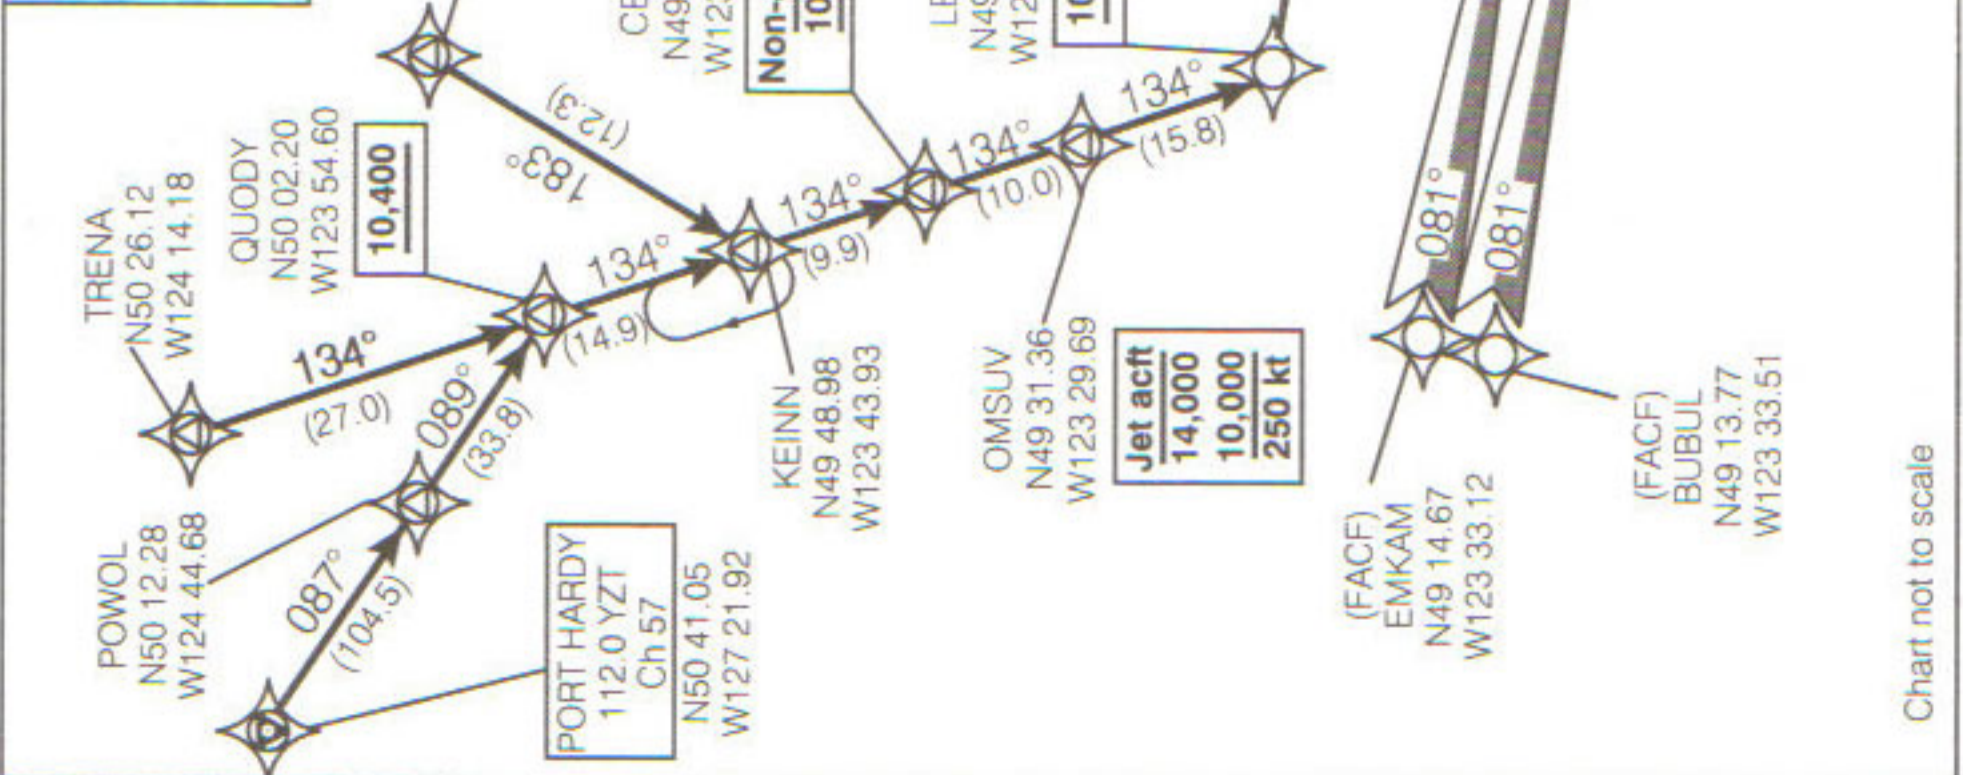 TRENA
N50 26.12
W124 14.18
QUODY
N50 02.20
W123 54.60
10,400
134°
(27.0)
POWOL
N50 12.28
W124 44.68
089°
(33.8)
087°
(104.5)
PORT HARDY
112.0 YZT
Ch 57
N50 41.05
W127 21.92
183°
(12.3)
134°
(14.9)
KEINN
N49 48.98
W123 43.93
134°
(9.9)
N49
W123
Non-
10
134°
(10.0)
OMSUV
N49 31.36
W123 29.69
Jet acft
14,000
10,000
250 kt
N49
134°
(15.8)
081°
081°
(FACF)
EMKAM
N49 14.67
W123 33.12
(FACF)
BUBUL
N49 13.77
W123 33.51
Chart not to scale